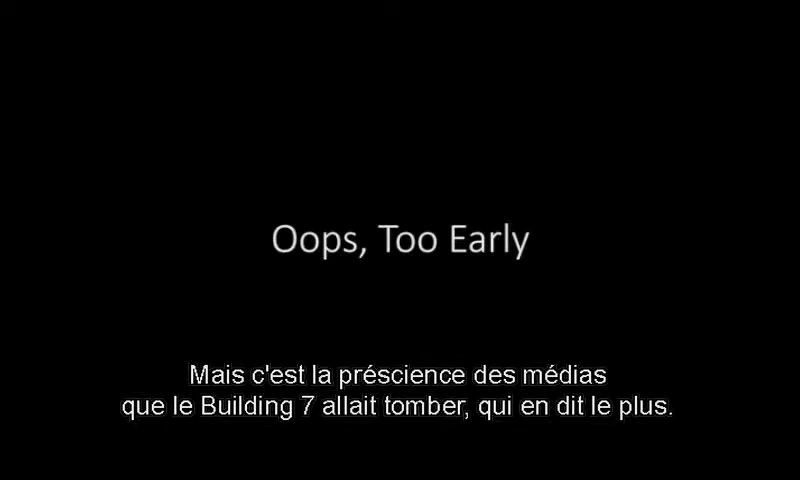 Oops, Too Early
Mais c'est la préscience des médias
que le Building 7 allait tomber, qui en dit le plus.